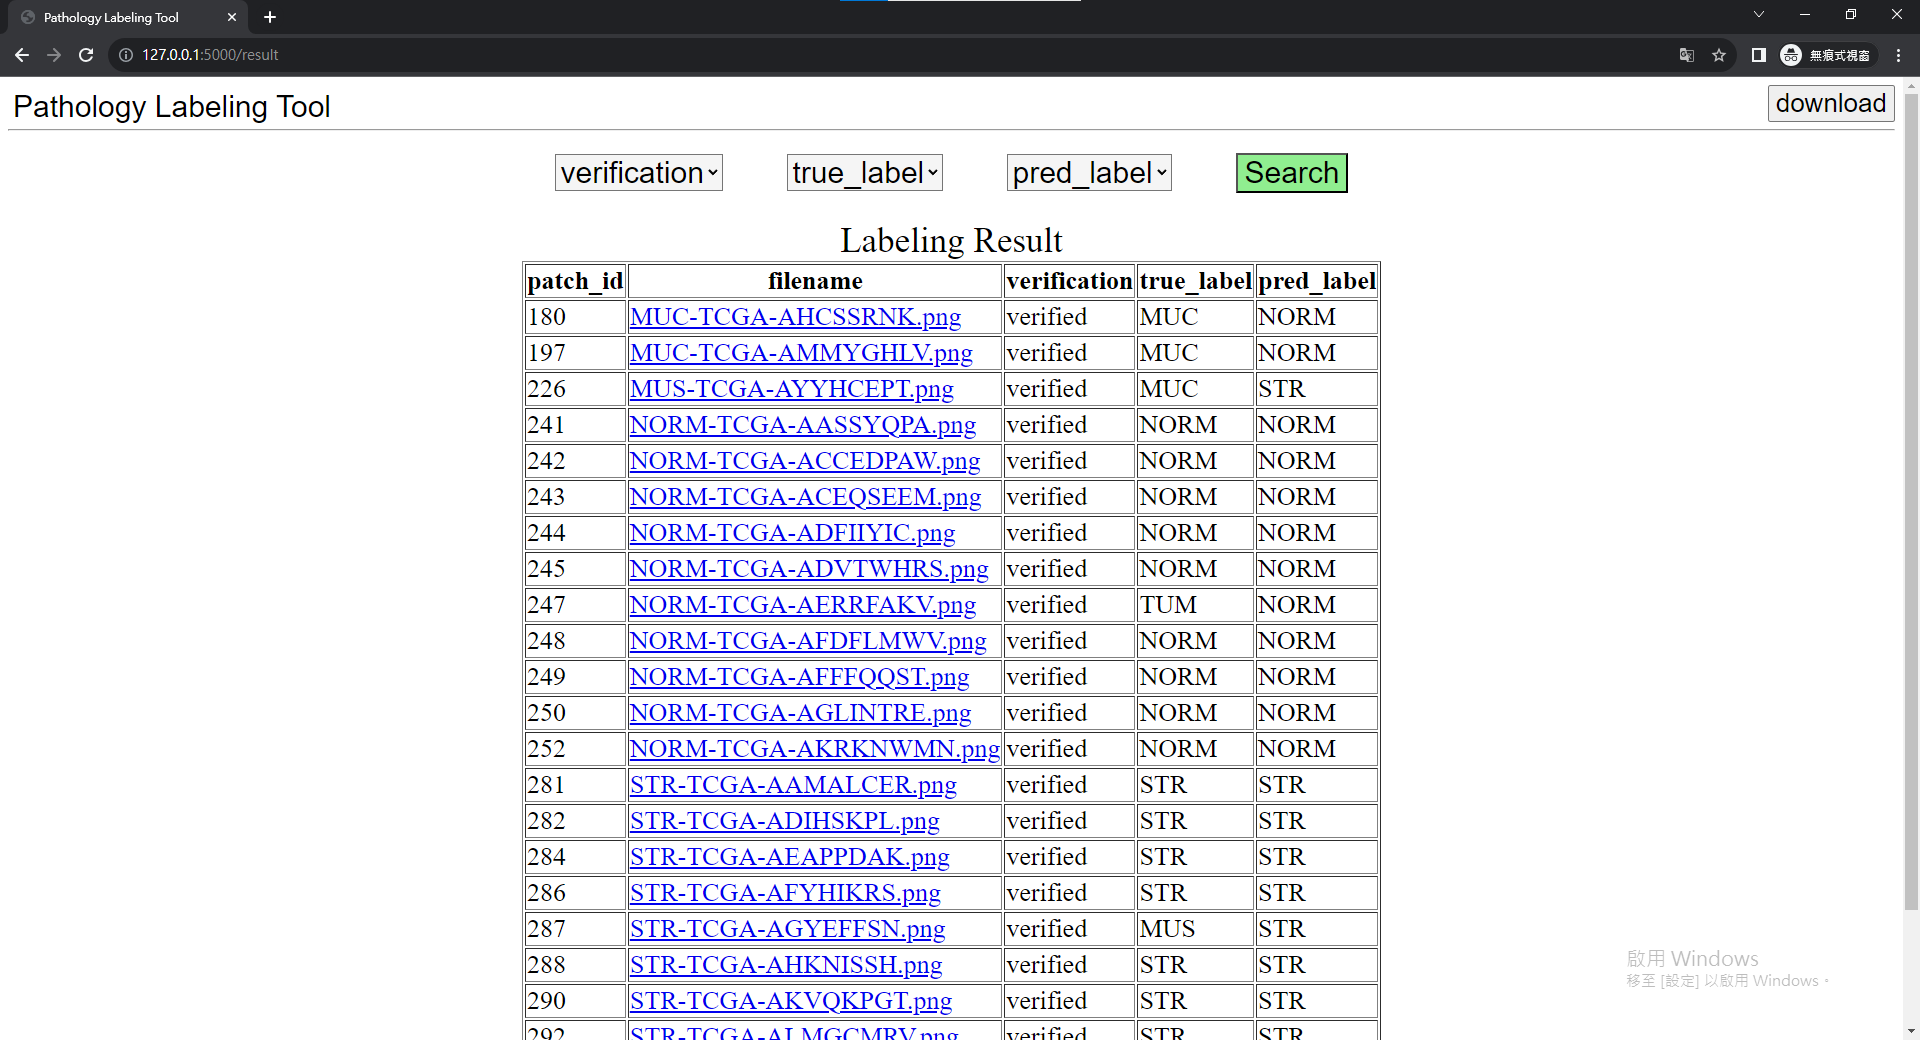 Pathology Labeling Tool
127.0.0.1:5000/result
無痕式視窗
Pathology Labeling Tool
download
verification true_label pred_label Search
Labeling Result
patch_id filename verification true_label pred_label
180 MUC-TCGA-AHCSSRNK.png verified MUC NORM
197 MUC-TCGA-AMMYGHLV.png verified MUC NORM
226 MUS-TCGA-AYYHCEPT.png verified MUC STR
241 NORM-TCGA-AASSYQPA.png verified NORM NORM
242 NORM-TCGA-ACCEDPAW.png verified NORM NORM
243 NORM-TCGA-ACEQSEEM.png verified NORM NORM
244 NORM-TCGA-ADFIIYIC.png verified NORM NORM
245 NORM-TCGA-ADVTWHRS.png verified NORM NORM
247 NORM-TCGA-AERRFAKV.png verified TUM NORM
248 NORM-TCGA-AFDFLMWV.png verified NORM NORM
249 NORM-TCGA-AFFFQQST.png verified NORM NORM
250 NORM-TCGA-AGLINTRE.png verified NORM NORM
252 NORM-TCGA-AKRKNWMN.png verified NORM NORM
281 STR-TCGA-AAMALCER.png verified STR STR
282 STR-TCGA-ADIHSKPL.png verified STR STR
284 STR-TCGA-AEAPPDAK.png verified STR STR
286 STR-TCGA-AFYHIKRS.png verified STR STR
287 STR-TCGA-AGYEFFSN.png verified MUS STR
288 STR-TCGA-AHKNISSH.png verified STR STR
290 STR-TCGA-AKVQKPGT.png verified STR STR
292 STR-TCGA-ALMGCMRV.png verified STR STR
啟用 Windows
移至 [設定] 以啟用 Windows。